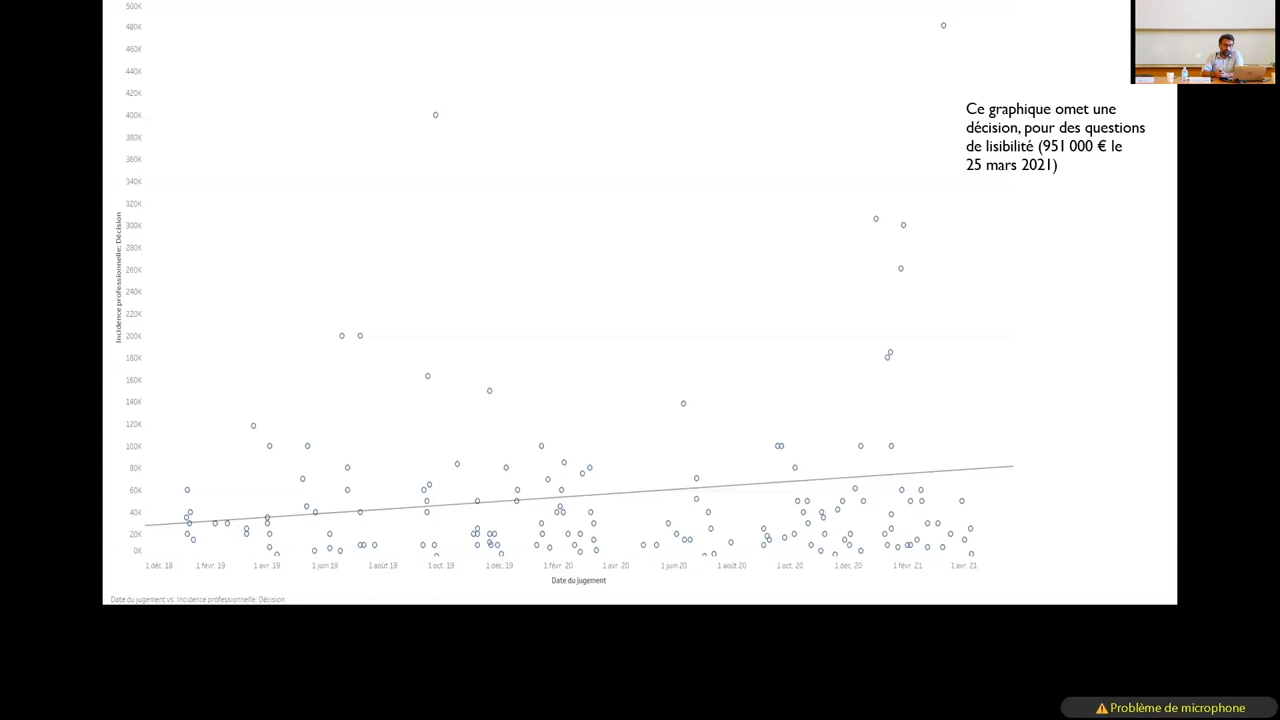 500K
480K
460K
440K
420K
400K
380K
360K
340K
320K
300K
280K
260K
240K
220K
200K
180K
160K
140K
120K
100K
80K
60K
40K
20K
0K
Incidence professionnelle: Décision
1 déc. 18 1 févr. 19 1 avr. 19 1 juin 19 1 août 19 1 oct. 19 1 déc. 19 1 févr. 20 1 avr. 20 1 juin 20 1 août 20 1 oct. 20 1 déc. 20 1 févr. 21 1 avr. 21
Date du jugement
Date du jugement vs. Incidence professionnelle: Décision.
Ce graphique omet une
décision, pour des questions
de lisibilité (951 000 € le
25 mars 2021)
Problème de microphone